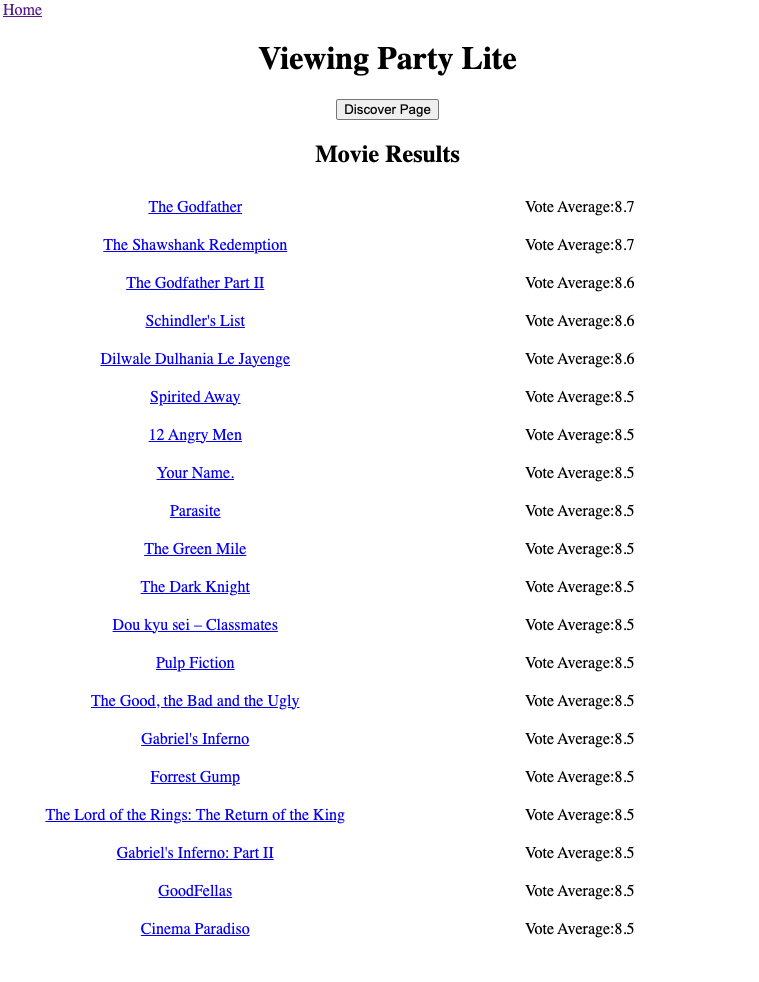 Home
Viewing Party Lite
Discover Page
Movie Results
The Godfather Vote Average:8.7
The Shawshank Redemption Vote Average:8.7
The Godfather Part II Vote Average:8.6
Schindler's List Vote Average:8.6
Dilwale Dulhania Le Jayenge Vote Average:8.6
Spirited Away Vote Average:8.5
12 Angry Men Vote Average:8.5
Your Name. Vote Average:8.5
Parasite Vote Average:8.5
The Green Mile Vote Average:8.5
The Dark Knight Vote Average:8.5
Dou kyu sei – Classmates Vote Average:8.5
Pulp Fiction Vote Average:8.5
The Good, the Bad and the Ugly Vote Average:8.5
Gabriel's Inferno Vote Average:8.5
Forrest Gump Vote Average:8.5
The Lord of the Rings: The Return of the King Vote Average:8.5
Gabriel's Inferno: Part II Vote Average:8.5
GoodFellas Vote Average:8.5
Cinema Paradiso Vote Average:8.5